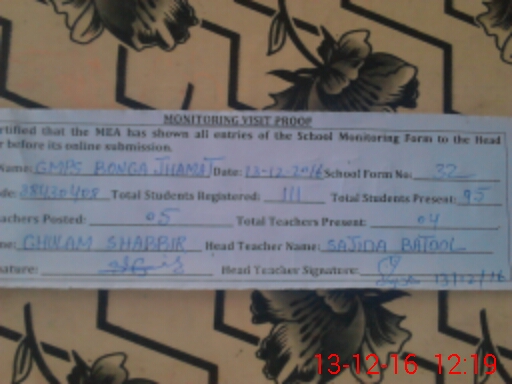 MONITORING VISIT PROOF
rtified that the MEA has shown all entries of the School Monitoring Form to the Head
r before its online submission.
Name: GMPS BONGA JHAMAT Date: 13-12-2016 School Form No: 32
de: 38430408 Total Students Registered: 111 Total Students Present: 95
achers Posted: 05 Total Teachers Present: 04
me: GHULAM SHABBIR Head Teacher Name: SAJIDA BATOOL
ature: Head Teacher Signature:
13/12/16
13-12-16 12:19